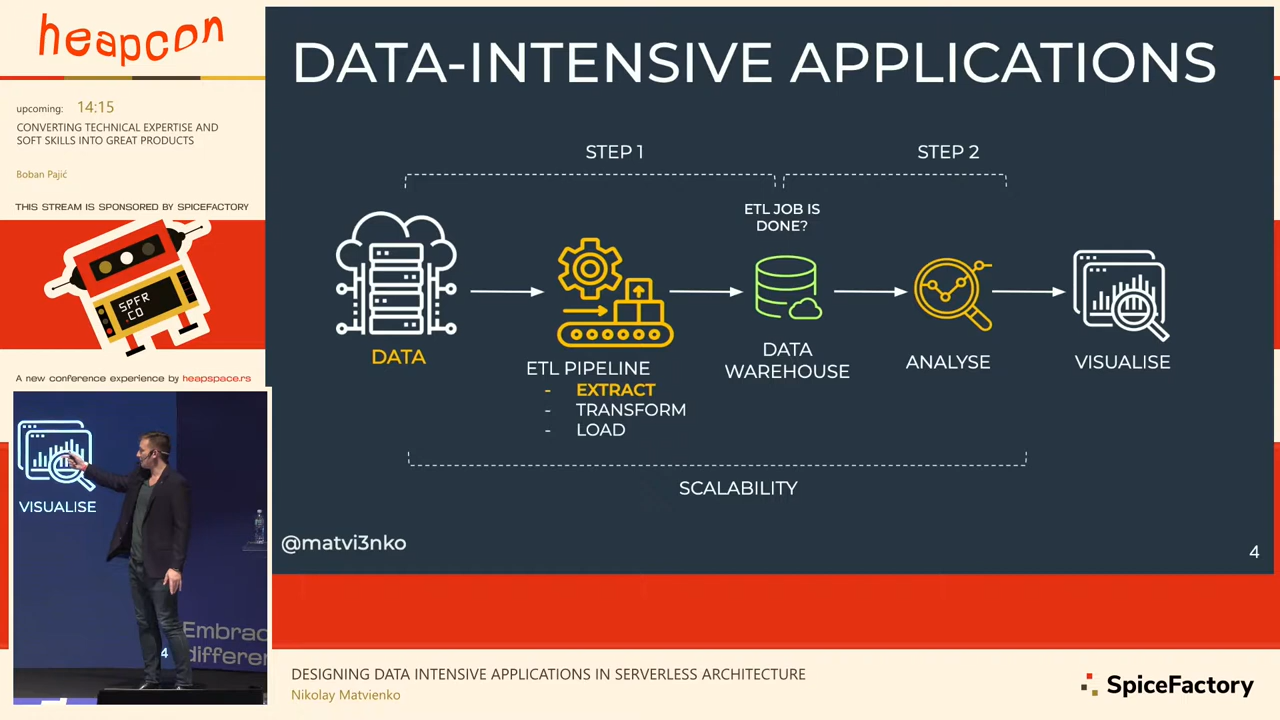 heapcon
upcoming: 14:15
CONVERTING TECHNICAL EXPERTISE AND
SOFT SKILLS INTO GREAT PRODUCTS
Boban Pajić
THIS STREAM IS SPONSORED BY SPICEFACTORY
SPFR
.CO
A new conference experience by heapspace.rs
VISUALISE
4
Embrac
differen
DATA-INTENSIVE APPLICATIONS
STEP 1
STEP 2
ETL JOB IS
DONE?
DATA
ETL PIPELINE
- EXTRACT
- TRANSFORM
- LOAD
DATA
WAREHOUSE
ANALYSE
VISUALISE
SCALABILITY
@matvi3nko
4
DESIGNING DATA INTENSIVE APPLICATIONS IN SERVERLESS ARCHITECTURE
Nikolay Matvienko
SpiceFactory